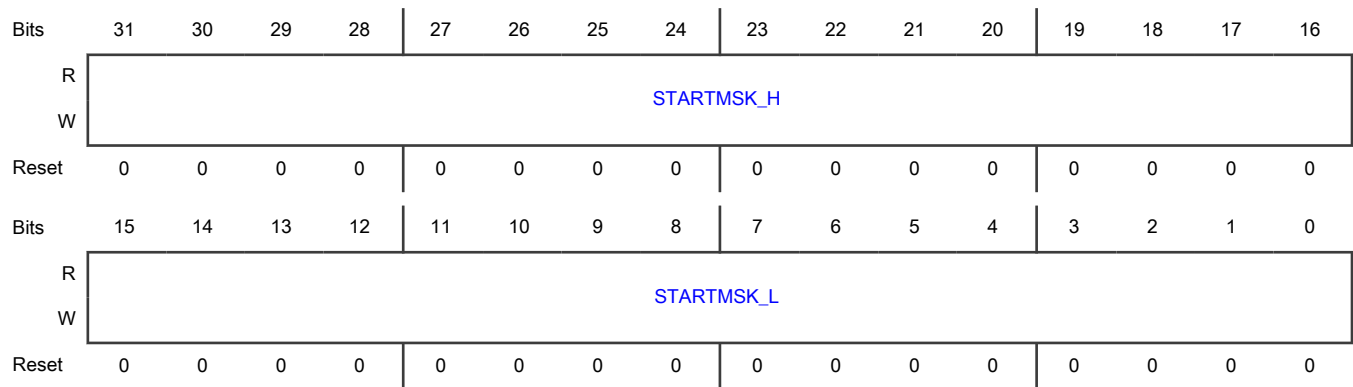 Bits 31 30 29 28 27 26 25 24 23 22 21 20 19 18 17 16
R
STARTMSK_H
W
Reset 0 0 0 0 0 0 0 0 0 0 0 0 0 0 0 0
Bits 15 14 13 12 11 10 9 8 7 6 5 4 3 2 1 0
R
STARTMSK_L
W
Reset 0 0 0 0 0 0 0 0 0 0 0 0 0 0 0 0